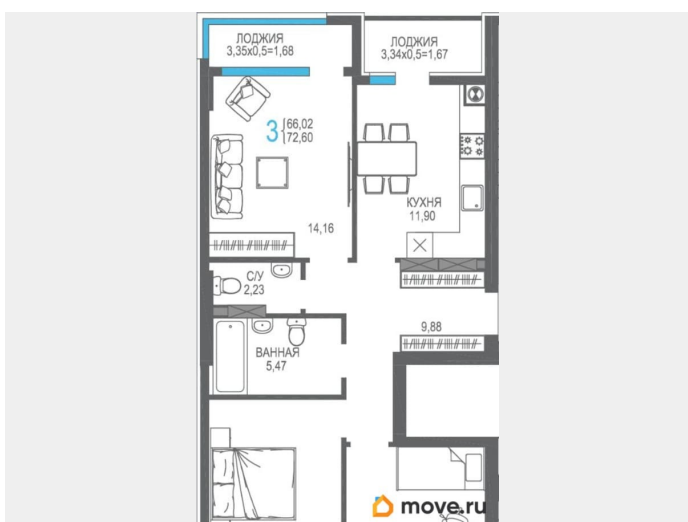 ЛОДЖИЯ
3,35x0,5=1,68
ЛОДЖИЯ
3,34x0,5=1,67
3
66,02
72,60
КУХНЯ
11,90
14,16
С/У
2,23
9,88
ВАННАЯ
5,47
move.ru